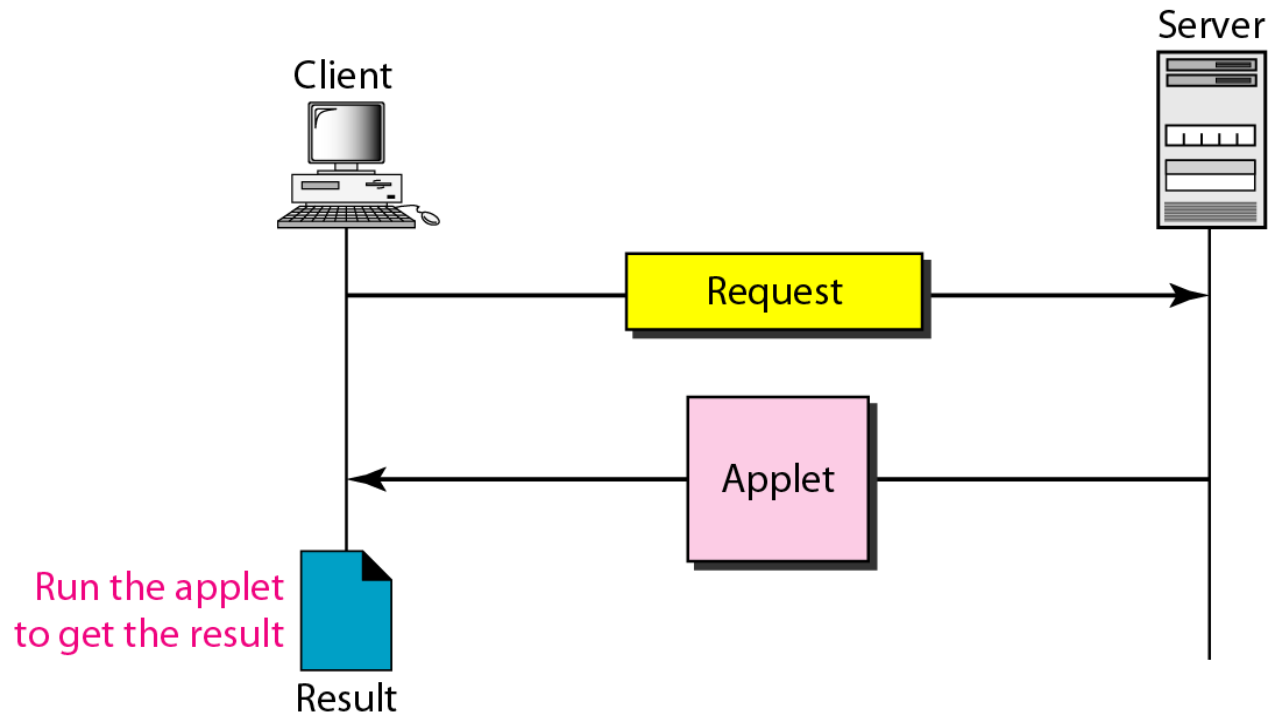 Server
Client
Request
Applet
Run the applet
to get the result
Result